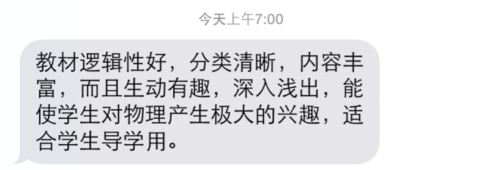 今天上午7:00
教材逻辑性好，分类清晰，内容丰
富，而且生动有趣，深入浅出，能
使学生对物理产生极大的兴趣，适
合学生导学用。